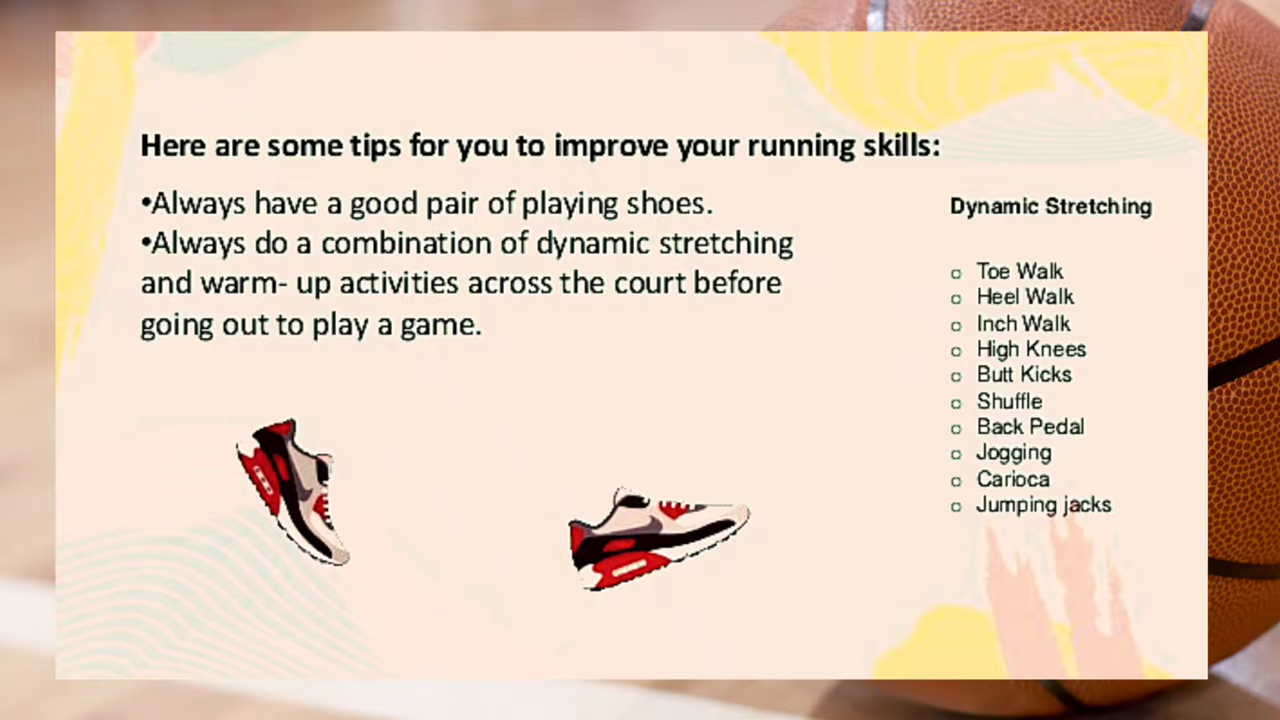 Here are some tips for you to improve your running skills:
•Always have a good pair of playing shoes.
•Always do a combination of dynamic stretching
and warm- up activities across the court before
going out to play a game.
Dynamic Stretching
o Toe Walk
o Heel Walk
o Inch Walk
o High Knees
o Butt Kicks
o Shuffle
o Back Pedal
o Jogging
o Carioca
o Jumping jacks